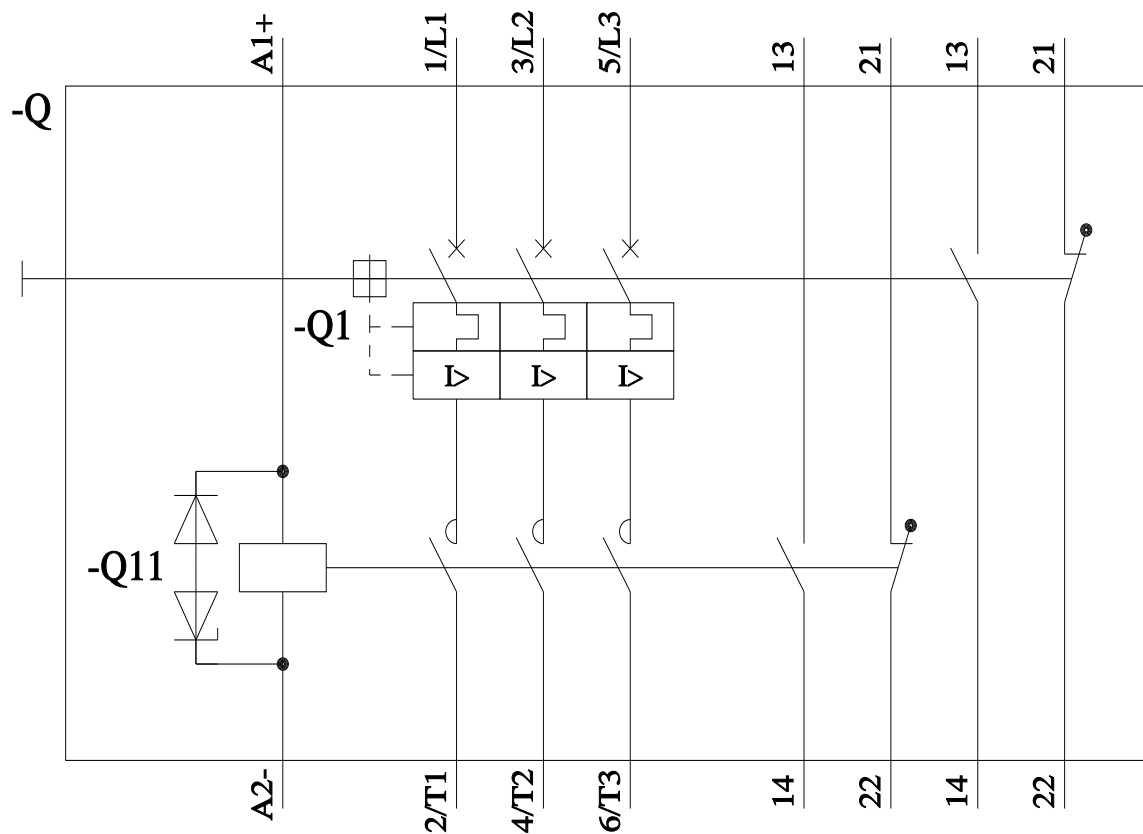 A1+
1/L1
3/L2
5/L3
13
21
13
21
-Q
-Q1
I>
I>
I>
-Q11
A2-
2/T1
4/T2
6/T3
14
22
14
22